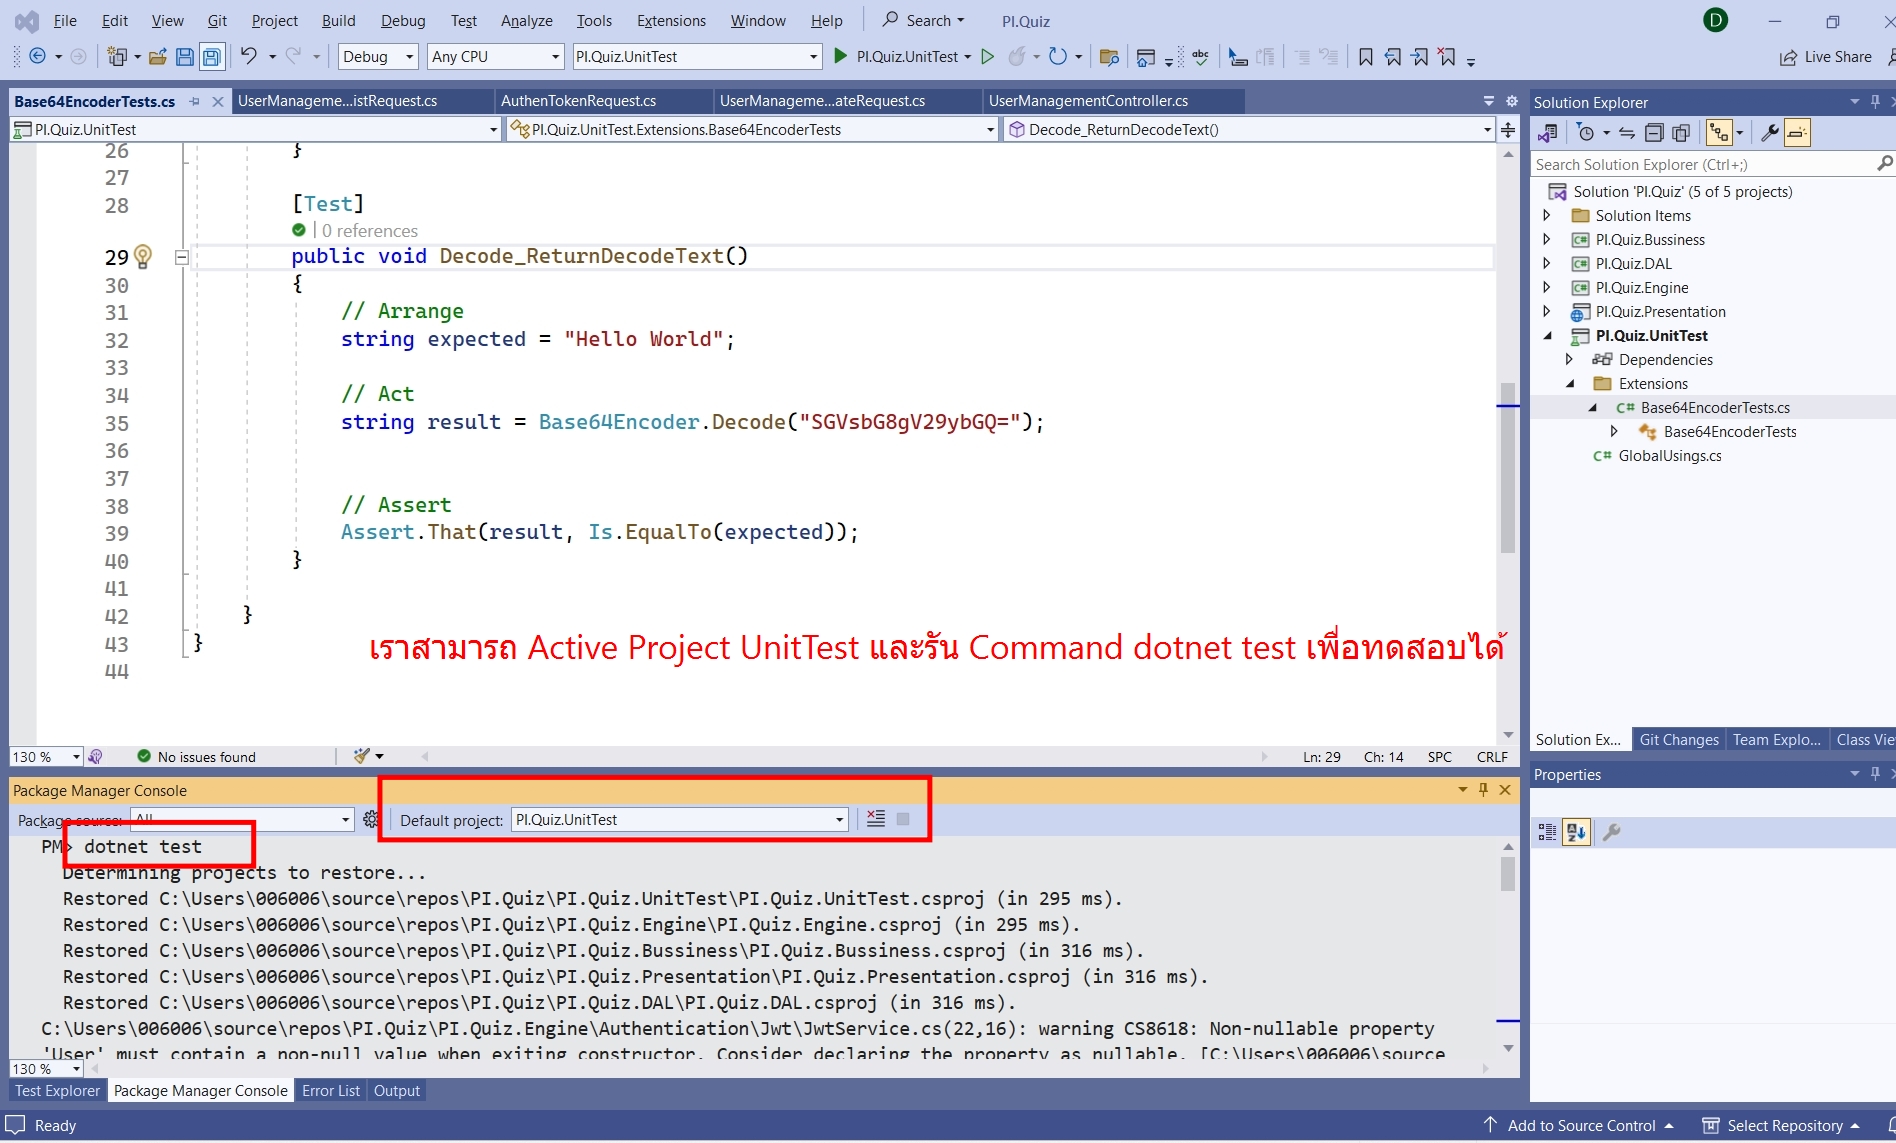 File Edit View Git Project Build Debug Test Analyze Tools Extensions Window Help Search PI.Quiz D
Debug Any CPU PI.Quiz.UnitTest PI.Quiz.UnitTest abc Live Share
Base64EncoderTests.cs UserManageme...istRequest.cs AuthenTokenRequest.cs UserManageme...ateRequest.cs UserManagementController.cs
PI.Quiz.UnitTest PI.Quiz.UnitTest.Extensions.Base64EncoderTests Decode_ReturnDecodeText()
26 }
27
28 [Test]
0 references
29 public void Decode_ReturnDecodeText()
30 {
31 // Arrange
32 string expected = "Hello World";
33
34 // Act
35 string result = Base64Encoder.Decode("SGVsbG8gV29ybGQ=");
36
37
38 // Assert
39 Assert.That(result, Is.EqualTo(expected));
40 }
41
42 }
43 }
44
เราสามารถ Active Project UnitTest และรัน Command dotnet test เพื่อทดสอบได้
130 % No issues found Ln: 29 Ch: 14 SPC CRLF
Package Manager Console
Package source: All Default project: PI.Quiz.UnitTest
PM> dotnet test
Determining projects to restore...
Restored C:\Users\006006\source\repos\PI.Quiz\PI.Quiz.UnitTest\PI.Quiz.UnitTest.csproj (in 295 ms).
Restored C:\Users\006006\source\repos\PI.Quiz\PI.Quiz.Engine\PI.Quiz.Engine.csproj (in 295 ms).
Restored C:\Users\006006\source\repos\PI.Quiz\PI.Quiz.Bussiness\PI.Quiz.Bussiness.csproj (in 316 ms).
Restored C:\Users\006006\source\repos\PI.Quiz\PI.Quiz.Presentation\PI.Quiz.Presentation.csproj (in 316 ms).
Restored C:\Users\006006\source\repos\PI.Quiz\PI.Quiz.DAL\PI.Quiz.DAL.csproj (in 316 ms).
C:\Users\006006\source\repos\PI.Quiz\PI.Quiz.Engine\Authentication\Jwt\JwtService.cs(22,16): warning CS8618: Non-nullable property
'User' must contain a non-null value when exiting constructor. Consider declaring the property as nullable. [C:\Users\006006\source
130 %
Test Explorer Package Manager Console Error List Output
Solution Explorer
Search Solution Explorer (Ctrl+;)
Solution 'PI.Quiz' (5 of 5 projects)
Solution Items
C# PI.Quiz.Bussiness
C# PI.Quiz.DAL
C# PI.Quiz.Engine
PI.Quiz.Presentation
PI.Quiz.UnitTest
Dependencies
Extensions
C# Base64EncoderTests.cs
Base64EncoderTests
C# GlobalUsings.cs
Solution Ex... Git Changes Team Explo... Class Vie
Properties
Ready Add to Source Control Select Repository